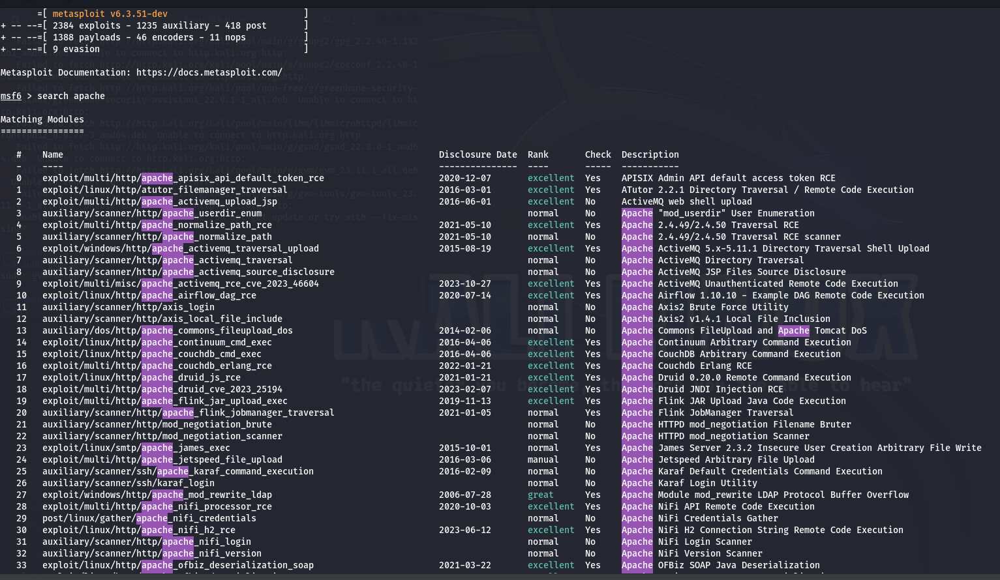 =[ metasploit v6.3.51-dev ]
+ -- --=[ 2384 exploits - 1235 auxiliary - 418 post ]
+ -- --=[ 1388 payloads - 46 encoders - 11 nops ]
+ -- --=[ 9 evasion ]
Metasploit Documentation: https://docs.metasploit.com/
msf6 > search apache
Matching Modules
================
# Name Disclosure Date Rank Check Description
- ---- --------------- ---- ----- -----------
0 exploit/multi/http/apache_apisix_api_default_token_rce 2020-12-07 excellent Yes APISIX Admin API default access token RCE
1 exploit/linux/http/atutor_filemanager_traversal 2016-03-01 excellent Yes ATutor 2.2.1 Directory Traversal / Remote Code Execution
2 exploit/multi/http/apache_activemq_upload_jsp 2016-06-01 excellent No ActiveMQ web shell upload
3 auxiliary/scanner/http/apache_userdir_enum normal No Apache "mod_userdir" User Enumeration
4 exploit/multi/http/apache_normalize_path_rce 2021-05-10 excellent Yes Apache 2.4.49/2.4.50 Traversal RCE
5 auxiliary/scanner/http/apache_normalize_path 2021-05-10 normal No Apache 2.4.49/2.4.50 Traversal RCE scanner
6 exploit/windows/http/apache_activemq_traversal_upload 2015-08-19 excellent Yes Apache ActiveMQ 5.x-5.11.1 Directory Traversal Shell Upload
7 auxiliary/scanner/http/apache_activemq_traversal normal No Apache ActiveMQ Directory Traversal
8 auxiliary/scanner/http/apache_activemq_source_disclosure normal No Apache ActiveMQ JSP Files Source Disclosure
9 exploit/multi/misc/apache_activemq_rce_cve_2023_46604 2023-10-27 excellent Yes Apache ActiveMQ Unauthenticated Remote Code Execution
10 exploit/linux/http/apache_airflow_dag_rce 2020-07-14 excellent Yes Apache Airflow 1.10.10 - Example DAG Remote Code Execution
11 auxiliary/scanner/http/axis_login normal No Apache Axis2 Brute Force Utility
12 auxiliary/scanner/http/axis_local_file_include normal No Apache Axis2 v1.4.1 Local File Inclusion
13 auxiliary/dos/http/apache_commons_fileupload_dos 2014-02-06 normal No Apache Commons FileUpload and Apache Tomcat DoS
14 exploit/linux/http/apache_continuum_cmd_exec 2016-04-06 excellent Yes Apache Continuum Arbitrary Command Execution
15 exploit/linux/http/apache_couchdb_cmd_exec 2016-04-06 excellent Yes Apache CouchDB Arbitrary Command Execution
16 exploit/multi/http/apache_couchdb_erlang_rce 2022-01-21 excellent Yes Apache Couchdb Erlang RCE
17 exploit/linux/http/apache_druid_js_rce 2021-01-21 excellent Yes Apache Druid 0.20.0 Remote Command Execution
18 exploit/multi/http/apache_druid_cve_2023_25194 2023-02-07 excellent Yes Apache Druid JNDI Injection RCE
19 exploit/multi/http/apache_flink_jar_upload_exec 2019-11-13 excellent Yes Apache Flink JAR Upload Java Code Execution
20 auxiliary/scanner/http/apache_flink_jobmanager_traversal 2021-01-05 normal Yes Apache Flink JobManager Traversal
21 auxiliary/scanner/http/mod_negotiation_brute normal No Apache HTTPD mod_negotiation Filename Bruter
22 auxiliary/scanner/http/mod_negotiation_scanner normal No Apache HTTPD mod_negotiation Scanner
23 exploit/linux/smtp/apache_james_exec 2015-10-01 normal Yes Apache James Server 2.3.2 Insecure User Creation Arbitrary File Write
24 exploit/multi/http/apache_jetspeed_file_upload 2016-03-06 manual No Apache Jetspeed Arbitrary File Upload
25 auxiliary/scanner/ssh/apache_karaf_command_execution 2016-02-09 normal No Apache Karaf Default Credentials Command Execution
26 auxiliary/scanner/ssh/karaf_login normal No Apache Karaf Login Utility
27 exploit/windows/http/apache_mod_rewrite_ldap 2006-07-28 great Yes Apache Module mod_rewrite LDAP Protocol Buffer Overflow
28 exploit/multi/http/apache_nifi_processor_rce 2020-10-03 excellent Yes Apache NiFi API Remote Code Execution
29 post/linux/gather/apache_nifi_credentials normal No Apache NiFi Credentials Gather
30 exploit/linux/http/apache_nifi_h2_rce 2023-06-12 excellent Yes Apache NiFi H2 Connection String Remote Code Execution
31 auxiliary/scanner/http/apache_nifi_login normal No Apache NiFi Login Scanner
32 auxiliary/scanner/http/apache_nifi_version normal No Apache NiFi Version Scanner
33 exploit/linux/http/apache_ofbiz_deserialization_soap 2021-03-22 excellent Yes Apache OFBiz SOAP Java Deserialization